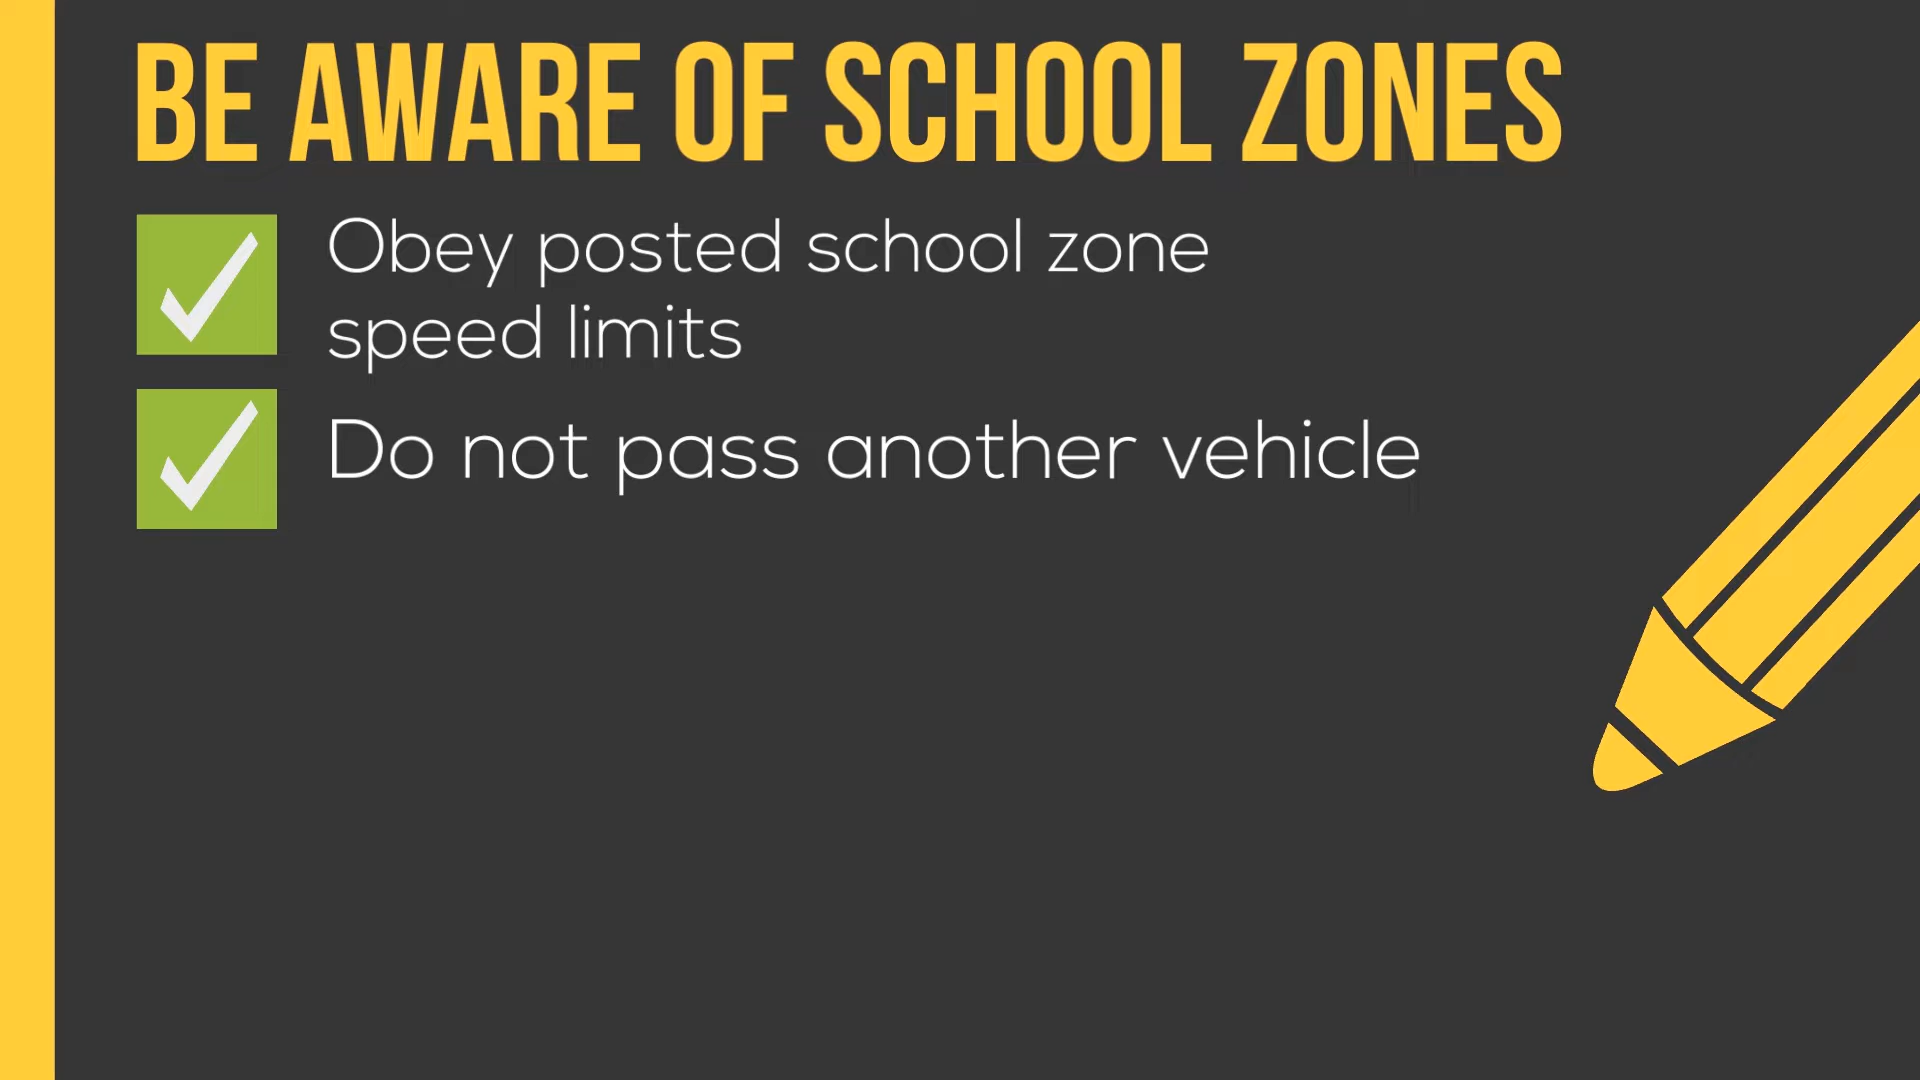 BE AWARE OF SCHOOL ZONES
Obey posted school zone
speed limits
Do not pass another vehicle